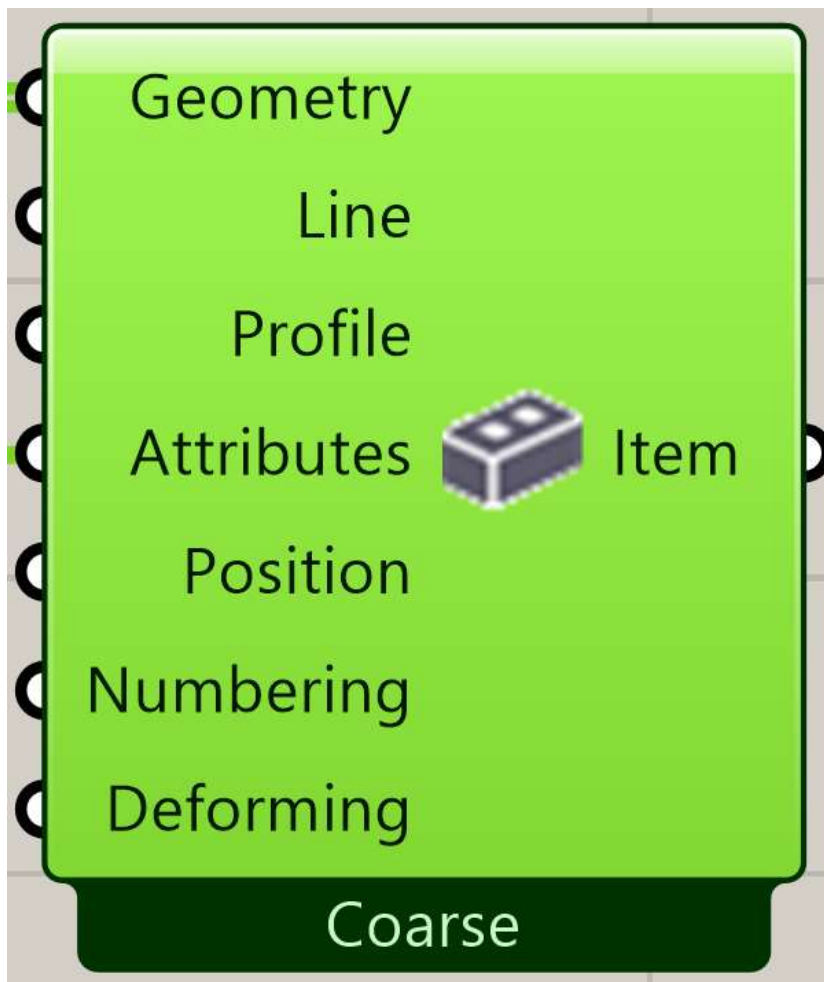 Geometry
Line
Profile
Attributes
Item
Position
Numbering
Deforming
Coarse